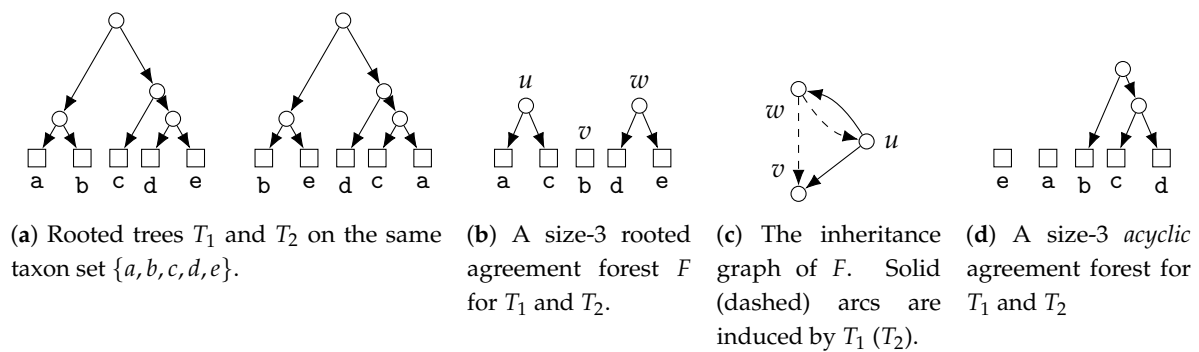 u
w
v
w
u
v
a b c d e
b e d c a
a c b d e
e a b c d
(a) Rooted trees T₁ and T₂ on the same
taxon set {a, b, c, d, e}.
(b) A size-3 rooted
agreement forest F
for T₁ and T₂.
(c) The inheritance
graph of F. Solid
(dashed) arcs are
induced by T₁ (T₂).
(d) A size-3 acyclic
agreement forest for
T₁ and T₂